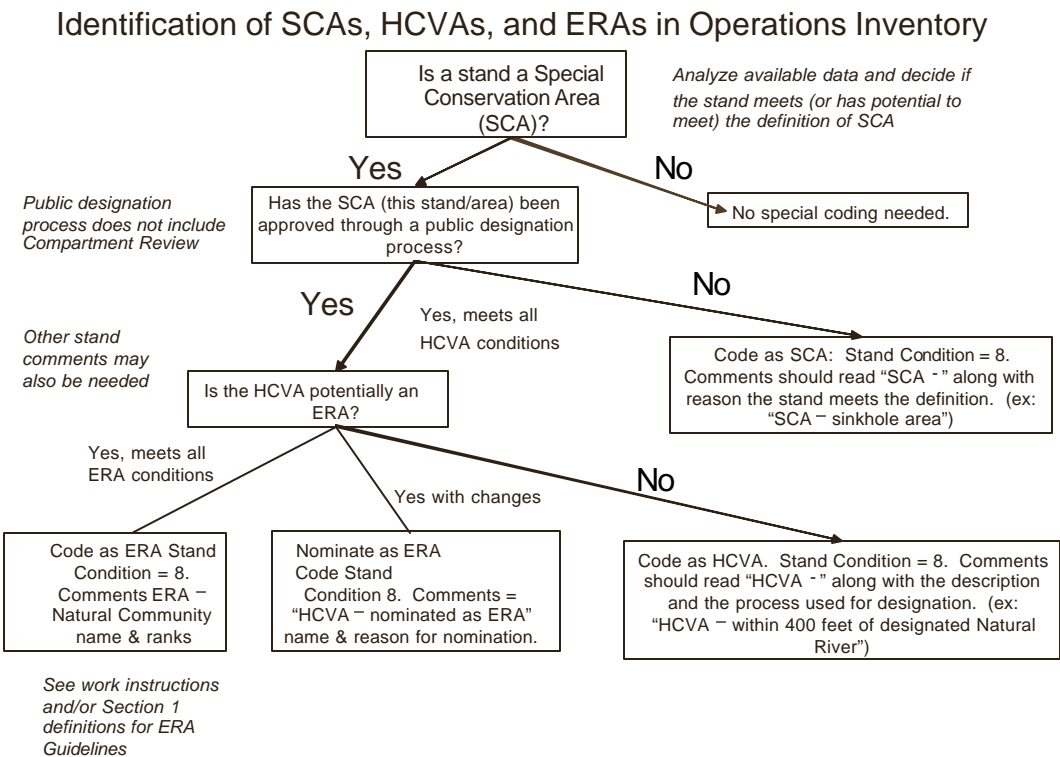 Identification of SCAs, HCVAs, and ERAs in Operations Inventory
Is a stand a Special
Conservation Area
(SCA)?
Analyze available data and decide if
the stand meets (or has potential to
meet) the definition of SCA
Yes
No
Public designation
process does not include
Compartment Review
Has the SCA (this stand/area) been
approved through a public designation
process?
No special coding needed.
Yes
Yes, meets all
HCVA conditions
No
Other stand
comments may
also be needed
Code as SCA: Stand Condition = 8.
Comments should read “SCA -” along with
reason the stand meets the definition. (ex:
“SCA – sinkhole area”)
Is the HCVA potentially an
ERA?
Yes, meets all
ERA conditions
Yes with changes
No
Code as ERA Stand
Condition = 8.
Comments ERA –
Natural Community
name & ranks
Nominate as ERA
Code Stand
Condition 8. Comments =
“HCVA – nominated as ERA”
name & reason for nomination.
Code as HCVA. Stand Condition = 8. Comments
should read “HCVA -” along with the description
and the process used for designation. (ex:
“HCVA – within 400 feet of designated Natural
River”)
See work instructions
and/or Section 1
definitions for ERA
Guidelines